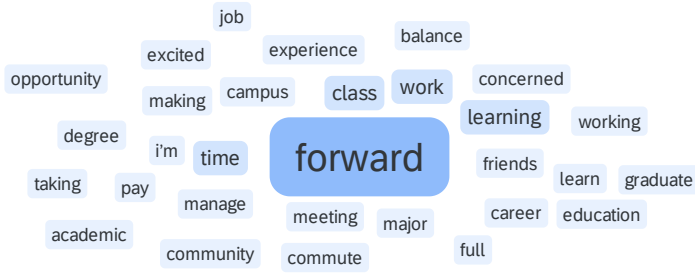 job
balance
excited
experience
opportunity
concerned
making
campus
class
work
learning
working
degree
i'm
time
forward
friends
learn
graduate
taking
pay
manage
meeting
major
career
education
academic
community
commute
full